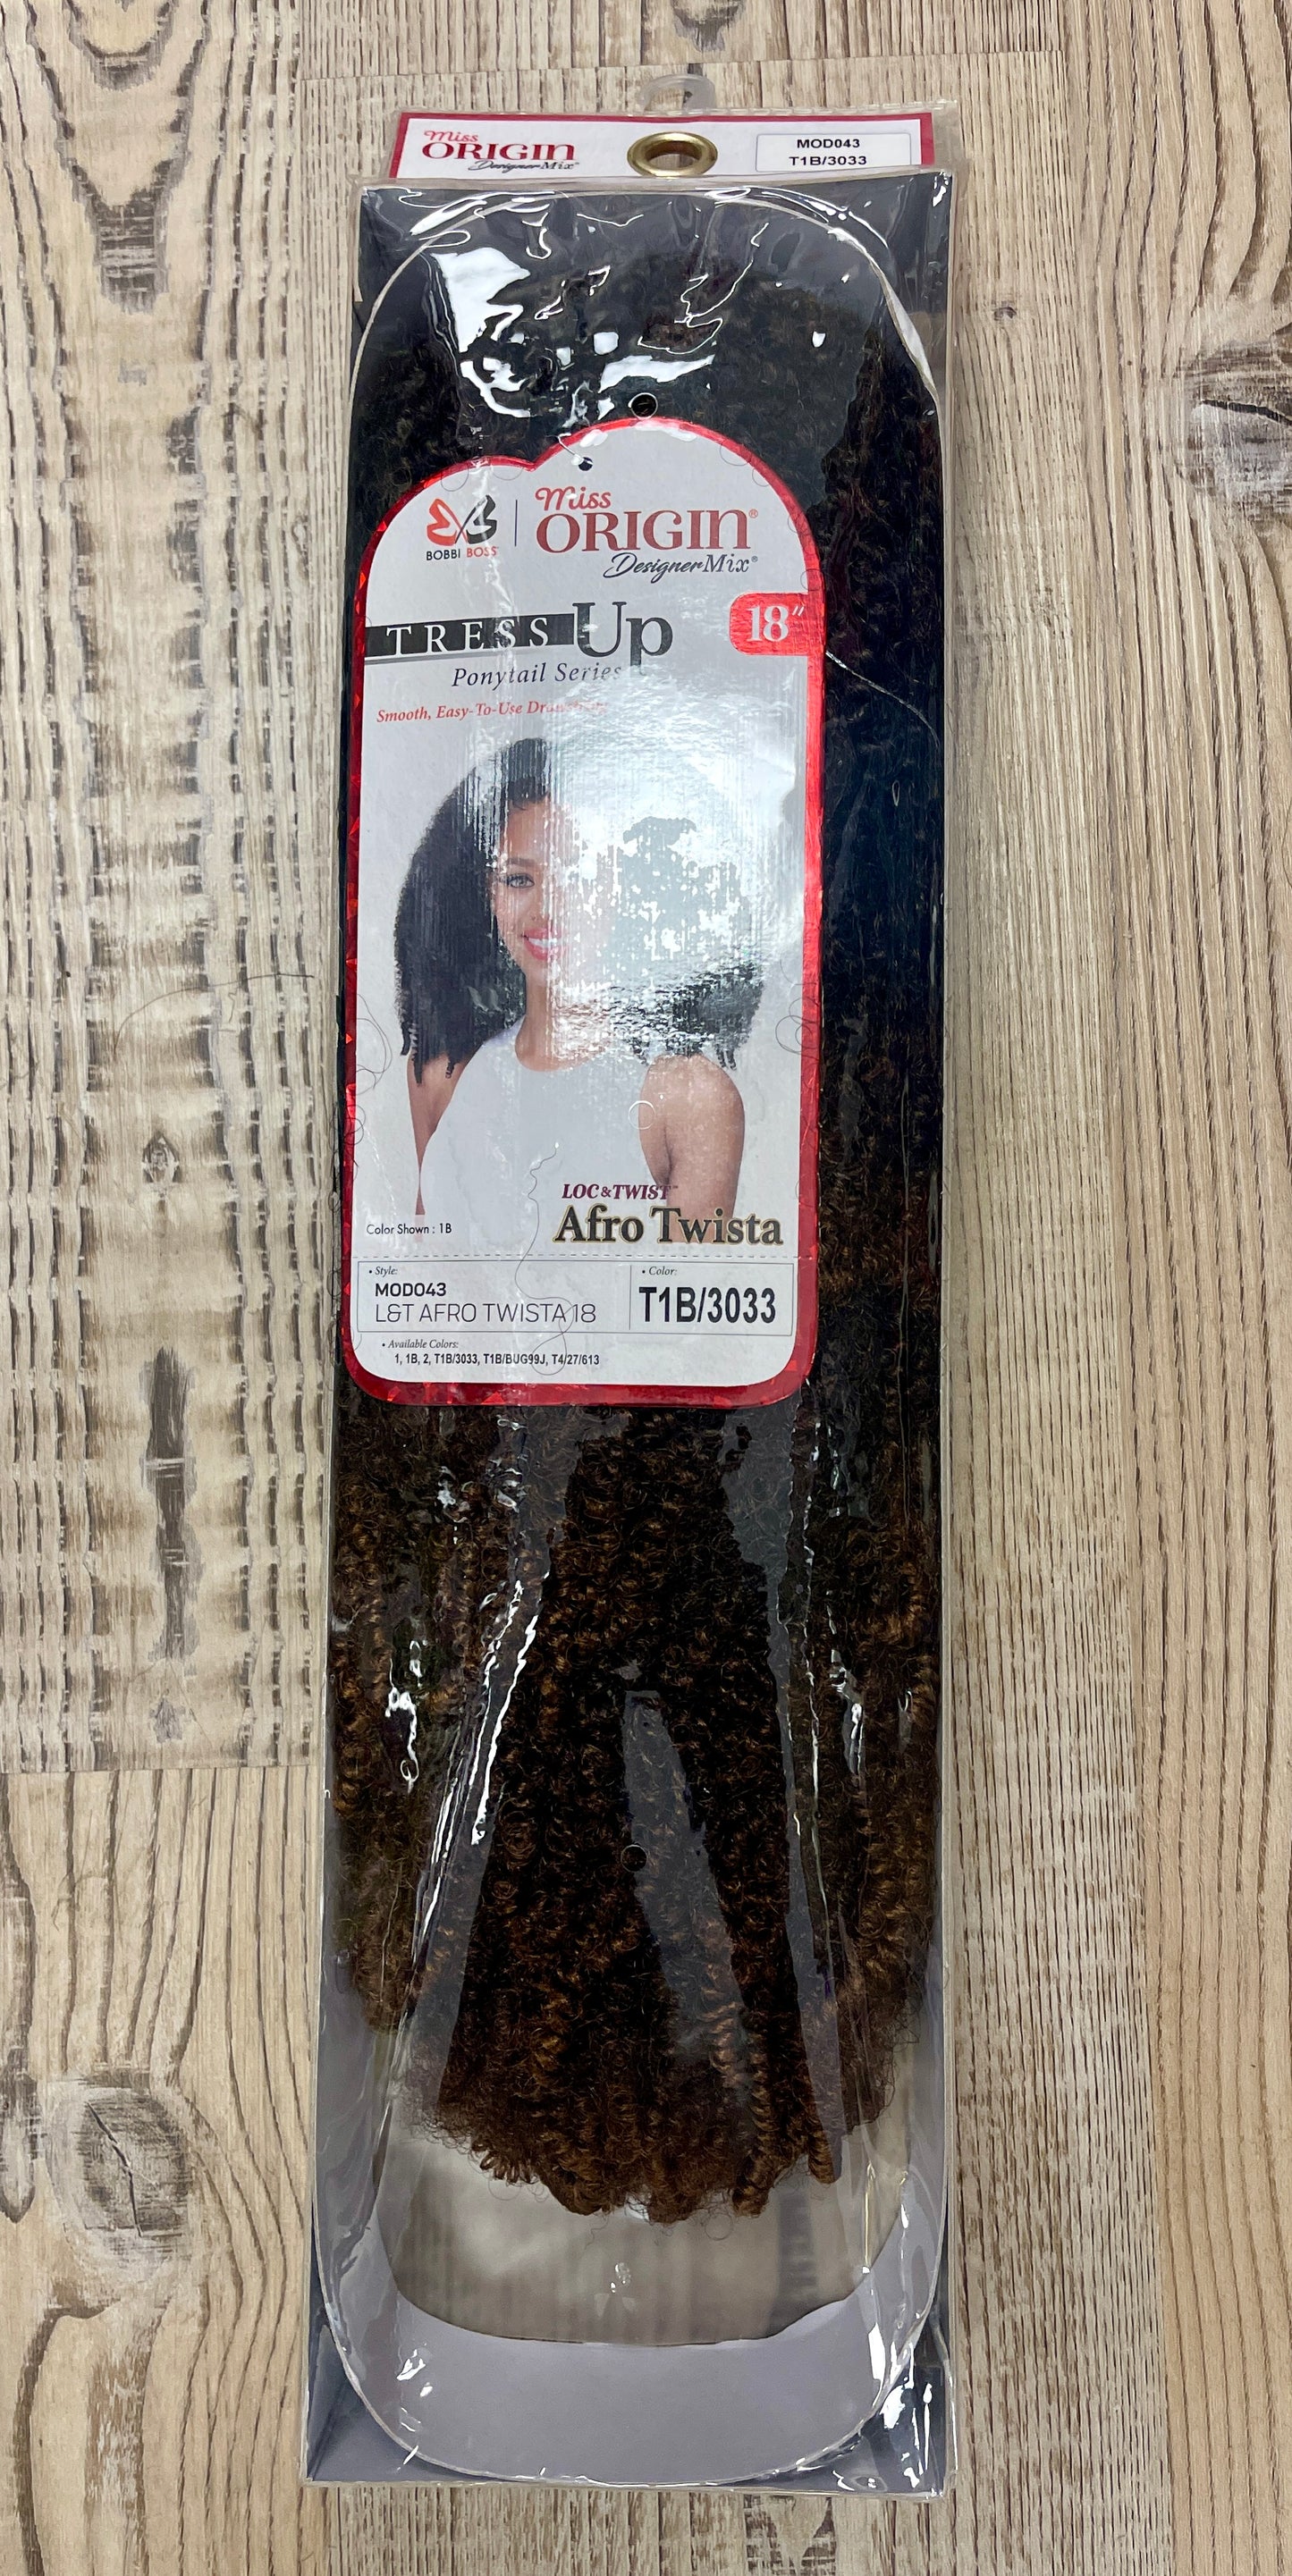 Miss
ORIGIN
DesignerMix
MOD043
T1B/3033
BOBBI BOSS
Miss
ORIGIN®
DesignerMix®
TRESS Up
18"
Ponytail Series
Smooth, Easy-To-Use
LOC&TWIST™
Afro Twista
Color Shown : 1B
• Style:
MOD043
L&T AFRO TWISTA 18
• Color:
T1B/3033
• Available Colors:
1, 1B, 2, T1B/3033, T1B/BUG99J, T4/27/613